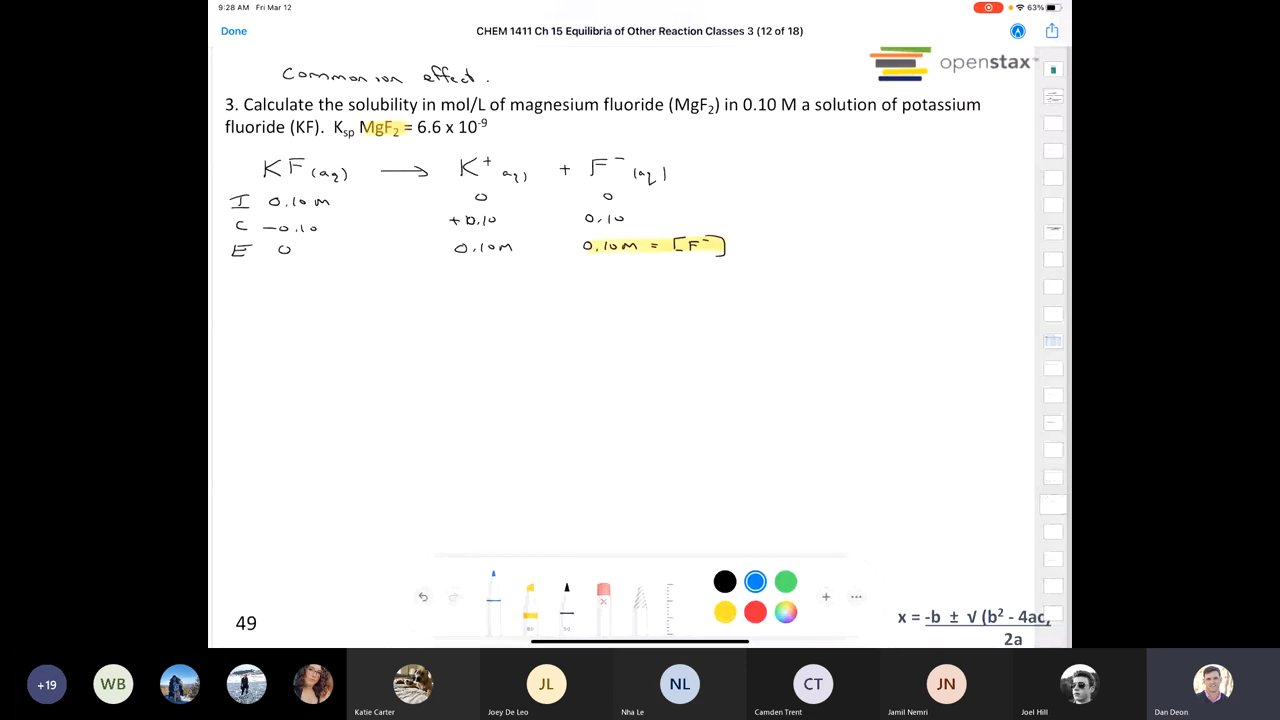 9:28 AM Fri Mar 12
63%
Done
CHEM 1411 Ch 15 Equilibria of Other Reaction Classes 3 (12 of 18)
openstax™
Common ion effect.
3. Calculate the solubility in mol/L of magnesium fluoride (MgF₂) in 0.10 M a solution of potassium
fluoride (KF). Ksp MgF₂ = 6.6 x 10⁻⁹
KF(aq) → K⁺ aq) + F⁻ (aq)
I 0.10M 0 0
C -0.10 +0.10 0.10
E 0 0.10M 0.10M = [F⁻]
49
x = -b ± √ (b² - 4ac)
2a
+19
WB
Katie Carter
JL
Joey De Leo
NL
Nha Le
CT
Camden Trent
JN
Jamil Nemri
Joel Hill
Dan Deon